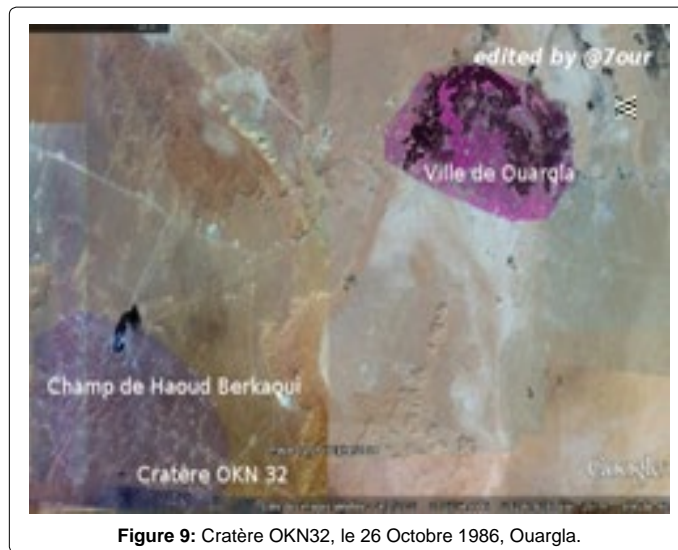 edited by @7our
Ville de Ouargla
Champ de Haoud Berkaoui
Cratère OKN 32
Google
Figure 9: Cratère OKN32, le 26 Octobre 1986, Ouargla.